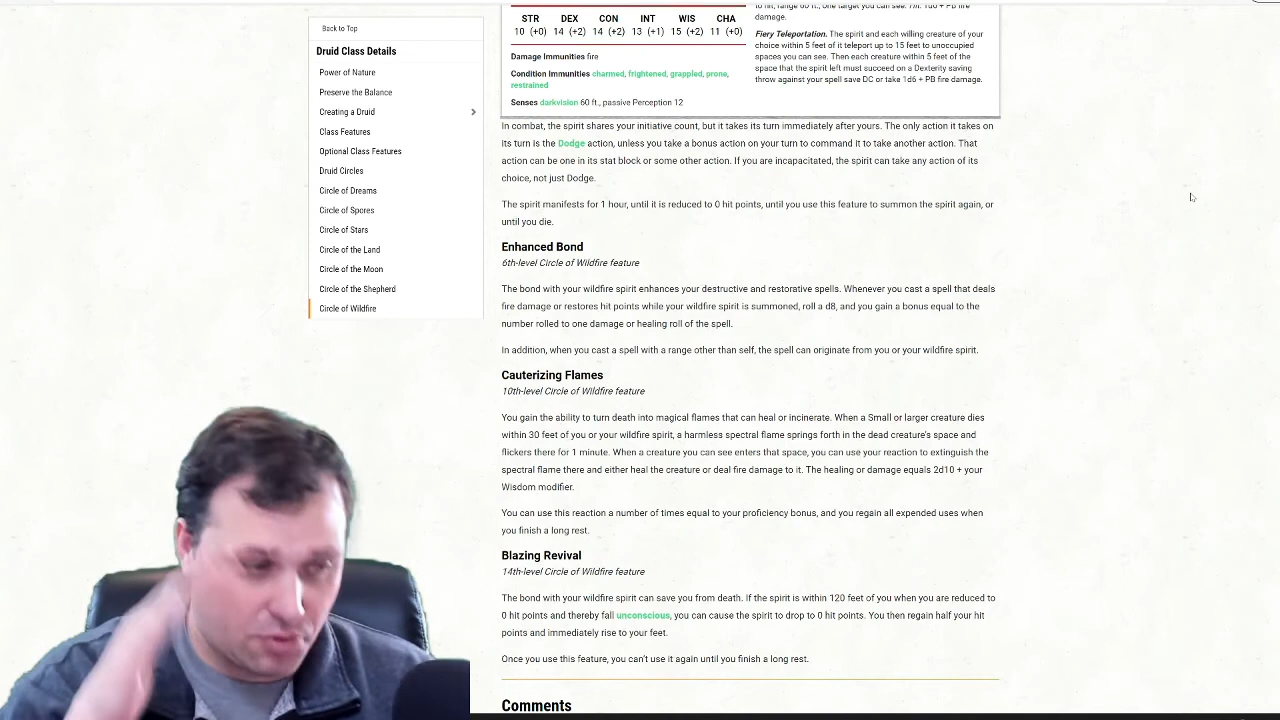 Back to Top
Druid Class Details
Power of Nature
Preserve the Balance
Creating a Druid
Class Features
Optional Class Features
Druid Circles
Circle of Dreams
Circle of Spores
Circle of Stars
Circle of the Land
Circle of the Moon
Circle of the Shepherd
Circle of Wildfire
STR DEX CON INT WIS CHA
10 (+0) 14 (+2) 14 (+2) 13 (+1) 15 (+2) 11 (+0)
Damage Immunities fire
Condition Immunities charmed, frightened, grappled, prone,
restrained
Senses darkvision 60 ft., passive Perception 12
damage.
Fiery Teleportation. The spirit and each willing creature of your
choice within 5 feet of it teleport up to 15 feet to unoccupied
spaces you can see. Then each creature within 5 feet of the
space that the spirit left must succeed on a Dexterity saving
throw against your spell save DC or take 1d6 + PB fire damage.
In combat, the spirit shares your initiative count, but it takes its turn immediately after yours. The only action it takes on
its turn is the Dodge action, unless you take a bonus action on your turn to command it to take another action. That
action can be one in its stat block or some other action. If you are incapacitated, the spirit can take any action of its
choice, not just Dodge.
The spirit manifests for 1 hour, until it is reduced to 0 hit points, until you use this feature to summon the spirit again, or
until you die.
Enhanced Bond
6th-level Circle of Wildfire feature
The bond with your wildfire spirit enhances your destructive and restorative spells. Whenever you cast a spell that deals
fire damage or restores hit points while your wildfire spirit is summoned, roll a d8, and you gain a bonus equal to the
number rolled to one damage or healing roll of the spell.
In addition, when you cast a spell with a range other than self, the spell can originate from you or your wildfire spirit.
Cauterizing Flames
10th-level Circle of Wildfire feature
You gain the ability to turn death into magical flames that can heal or incinerate. When a Small or larger creature dies
within 30 feet of you or your wildfire spirit, a harmless spectral flame springs forth in the dead creature's space and
flickers there for 1 minute. When a creature you can see enters that space, you can use your reaction to extinguish the
spectral flame there and either heal the creature or deal fire damage to it. The healing or damage equals 2d10 + your
Wisdom modifier.
You can use this reaction a number of times equal to your proficiency bonus, and you regain all expended uses when
you finish a long rest.
Blazing Revival
14th-level Circle of Wildfire feature
The bond with your wildfire spirit can save you from death. If the spirit is within 120 feet of you when you are reduced to
0 hit points and thereby fall unconscious, you can cause the spirit to drop to 0 hit points. You then regain half your hit
points and immediately rise to your feet.
Once you use this feature, you can't use it again until you finish a long rest.
Comments